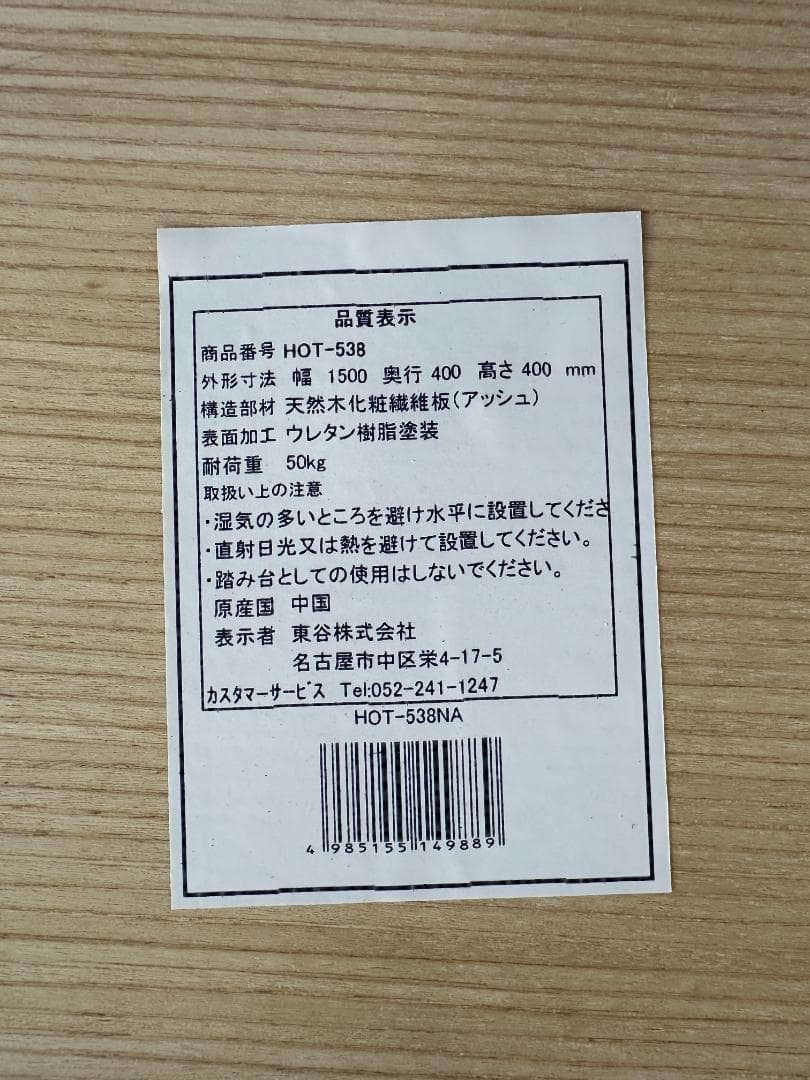 品質表示
商品番号 HOT-538
外形寸法 幅 1500 奥行 400 高さ 400 mm
構造部材 天然木化粧繊維板(アッシュ)
表面加工 ウレタン樹脂塗装
耐荷重 50kg
取扱い上の注意
・湿気の多いところを避け水平に設置してくださ
・直射日光又は熱を避けて設置してください。
・踏み台としての使用はしないでください。
原産国 中国
表示者 東谷株式会社
名古屋市中区栄4-17-5
カスタマーサービス Tel:052-241-1247
HOT-538NA
4 985155 149889